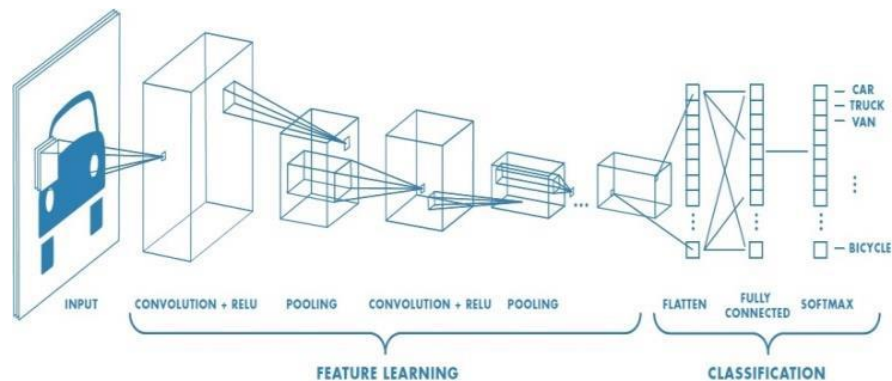 CAR
TRUCK
VAN
BICYCLE
INPUT
CONVOLUTION + RELU
POOLING
CONVOLUTION + RELU
POOLING
FLATTEN
FULLY
CONNECTED
SOFTMAX
FEATURE LEARNING
CLASSIFICATION